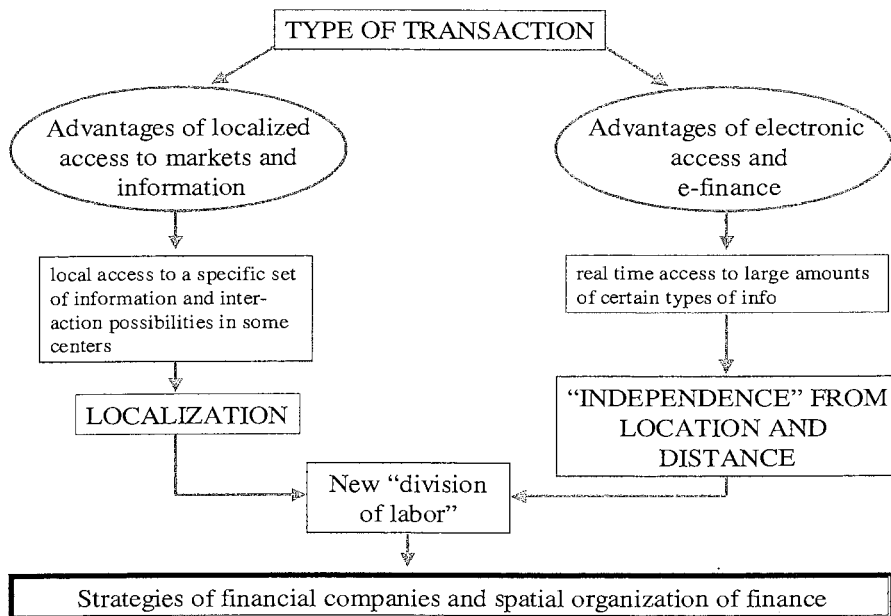 TYPE OF TRANSACTION
Advantages of localized
access to markets and
information
Advantages of electronic
access and
e-finance
local access to a specific set
of information and inter-
action possibilities in some
centers
real time access to large amounts
of certain types of info
LOCALIZATION
“INDEPENDENCE” FROM
LOCATION AND
DISTANCE
New “division
of labor”
Strategies of financial companies and spatial organization of finance